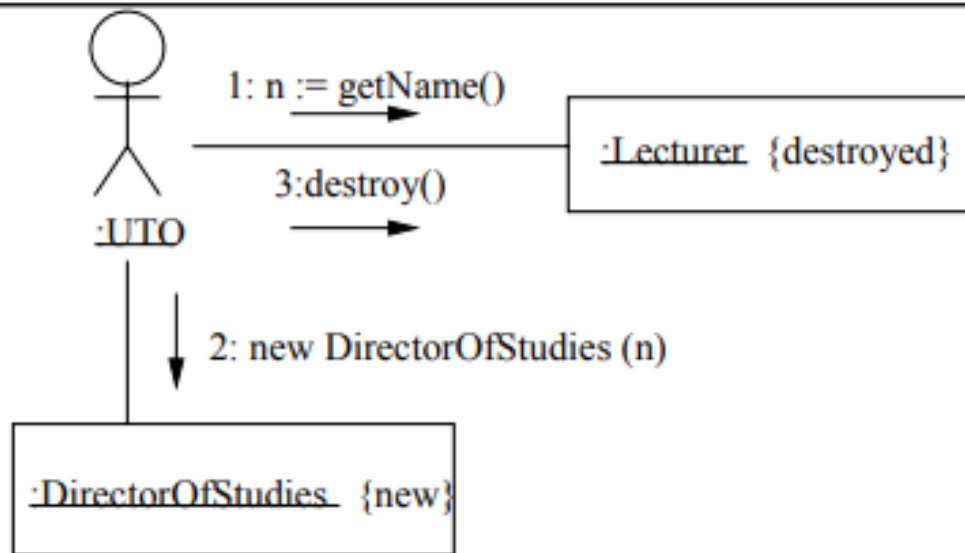 1: n := getName()
:Lecturer {destroyed}
3:destroy()
:UTO
2: new DirectorOfStudies (n)
:DirectorOfStudies {new}